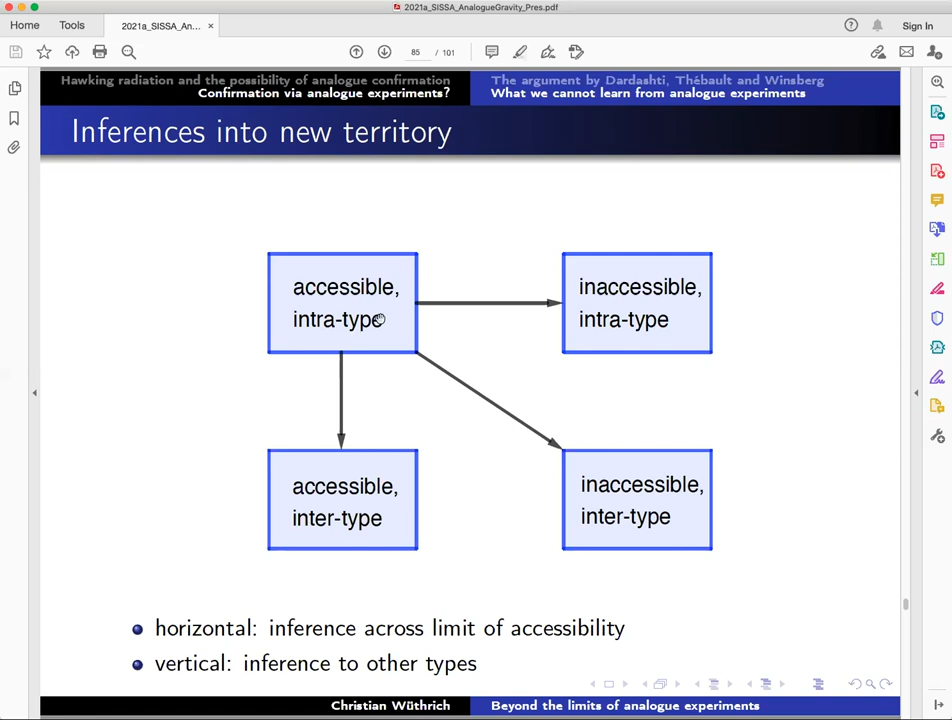 2021a_SISSA_AnalogueGravity_Pres.pdf
Home Tools 2021a_SISSA_An... × Sign In
85 / 101
Hawking radiation and the possibility of analogue confirmation The argument by Dardashti, Thébault and Winsberg
Confirmation via analogue experiments? What we cannot learn from analogue experiments
Inferences into new territory
accessible,
intra-type
inaccessible,
intra-type
accessible,
inter-type
inaccessible,
inter-type
horizontal: inference across limit of accessibility
vertical: inference to other types
Christian Wüthrich Beyond the limits of analogue experiments